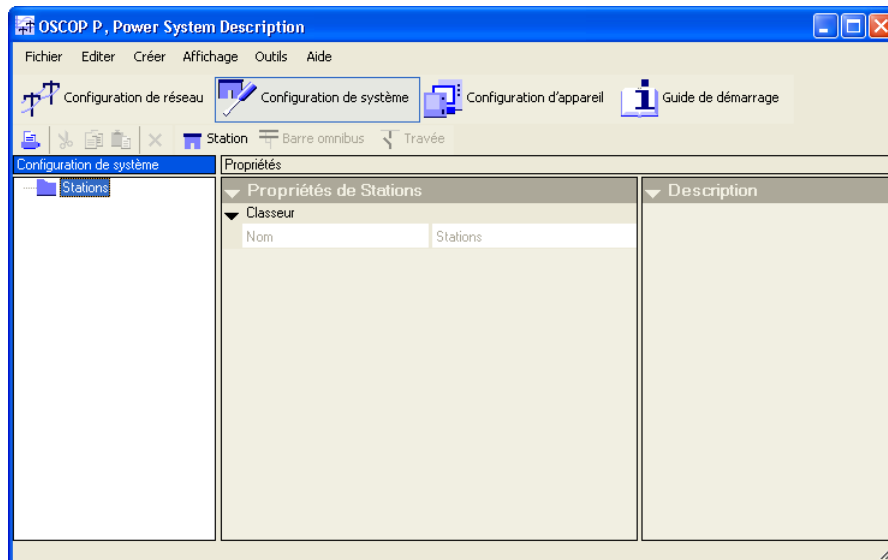 OSCOP P, Power System Description
Fichier Editer Créer Affichage Outils Aide
Configuration de réseau Configuration de système Configuration d'appareil Guide de démarrage
Station Barre omnibus Travée
Configuration de système Propriétés
Stations Propriétés de Stations Description
Classeur
Nom Stations